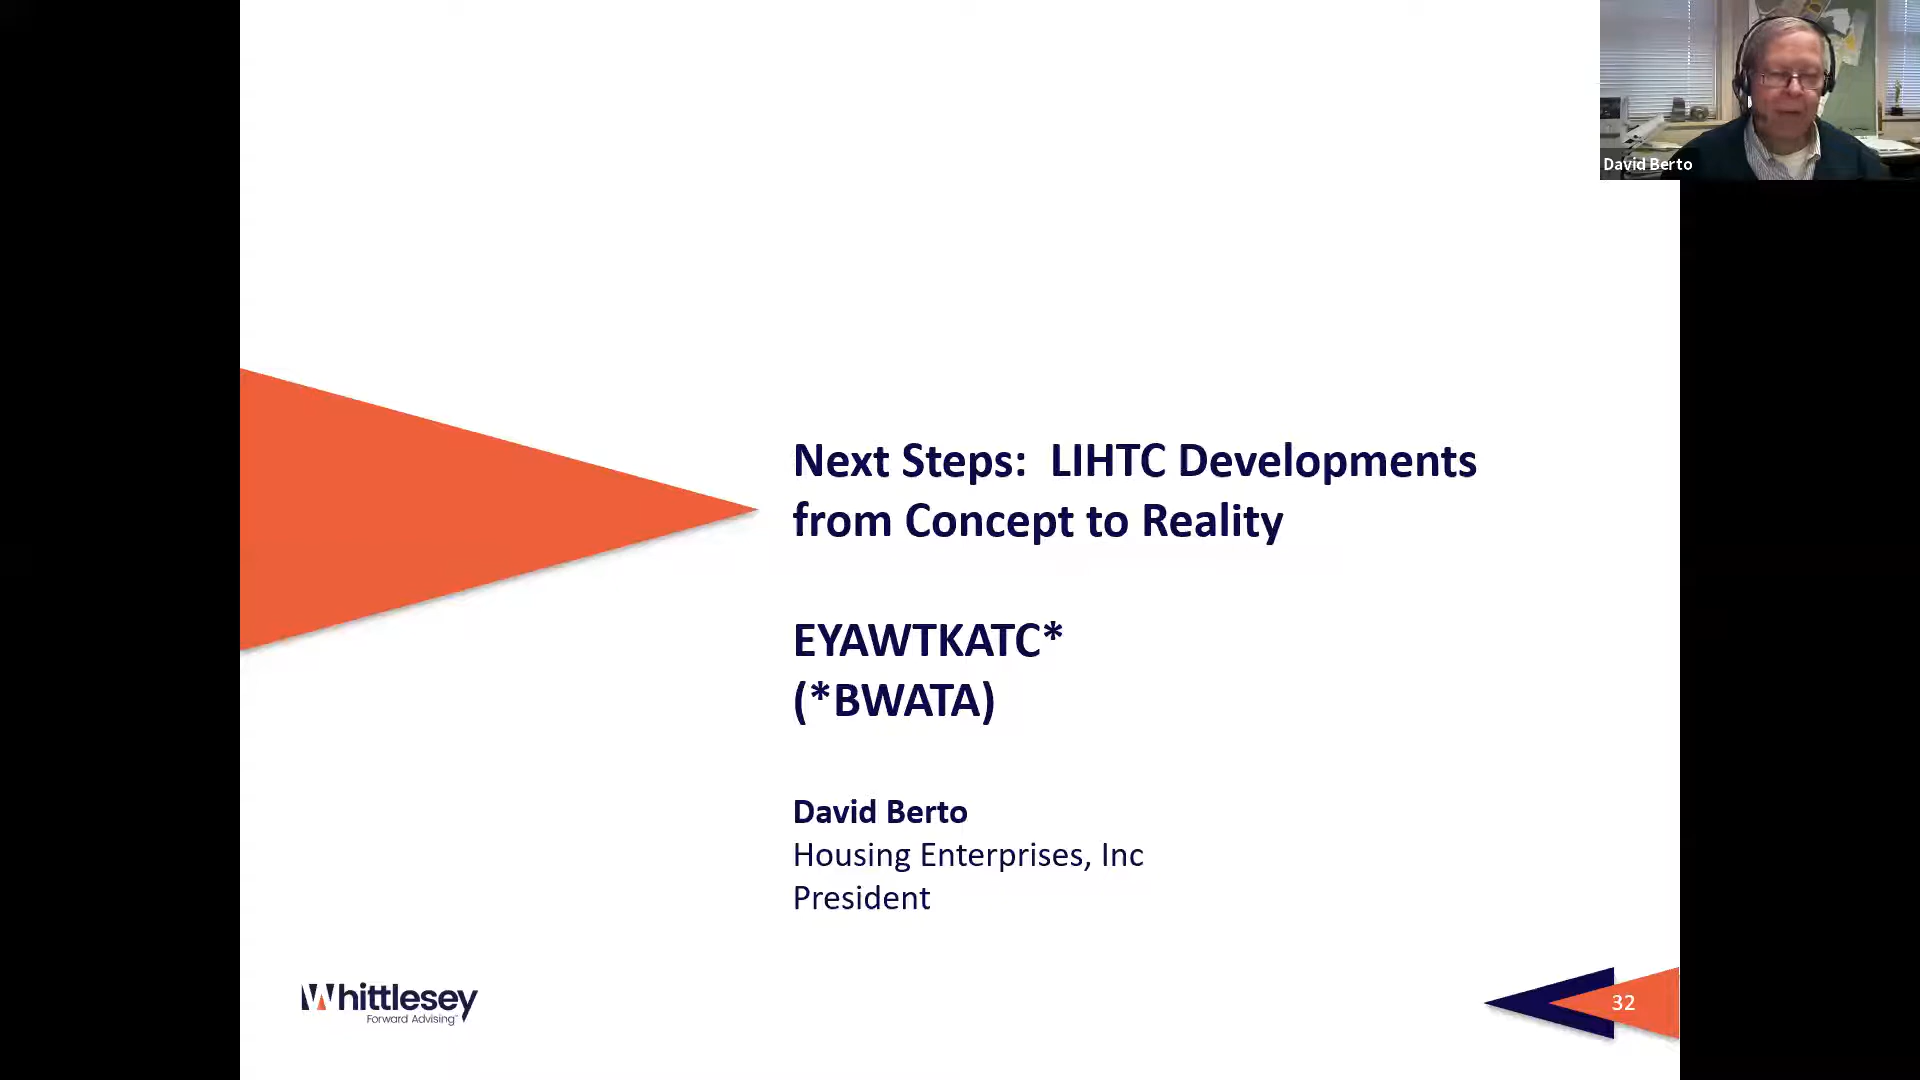 David Berto
Next Steps:  LIHTC Developments
from Concept to Reality
EYAWTKATC*
(*BWATA)
David Berto
Housing Enterprises, Inc
President
Whittlesey
Forward Advising™
32